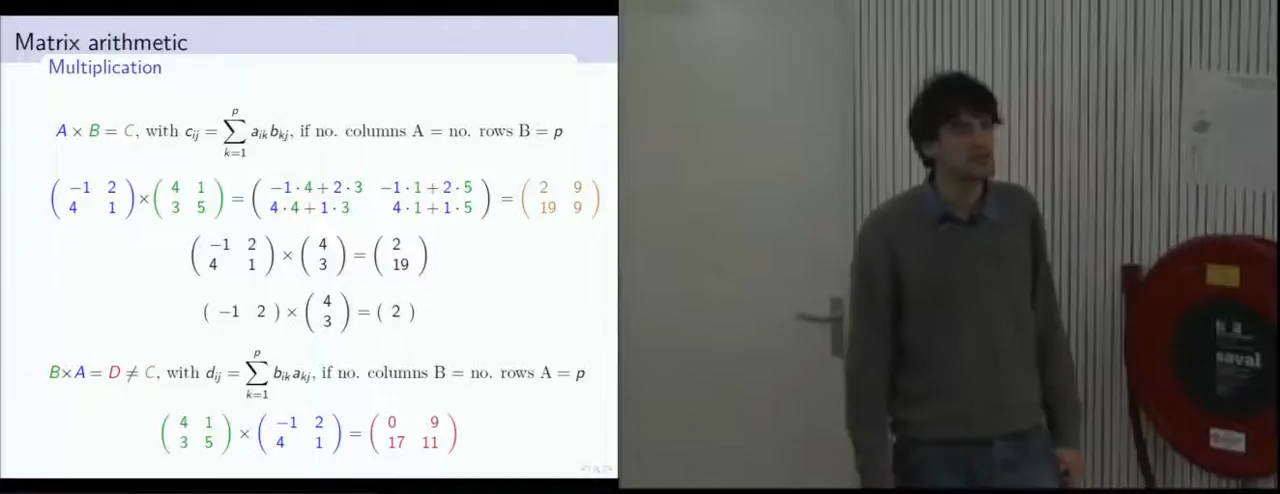 Matrix arithmetic
Multiplication
A × B = C, with c_ij = ∑_{k=1}^{p} a_ik b_kj, if no. columns A = no. rows B = p
( −1 2 ; 4 1 ) × ( 4 1 ; 3 5 ) = ( −1·4+2·3 −1·1+2·5 ; 4·4+1·3 4·1+1·5 ) = ( 2 9 ; 19 9 )
( −1 2 ; 4 1 ) × ( 4 ; 3 ) = ( 2 ; 19 )
( −1 2 ) × ( 4 ; 3 ) = ( 2 )
B×A = D ≠ C, with d_ij = ∑_{k=1}^{p} b_ik a_kj, if no. columns B = no. rows A = p
( 4 1 ; 3 5 ) × ( −1 2 ; 4 1 ) = ( 0 9 ; 17 11 )
saval